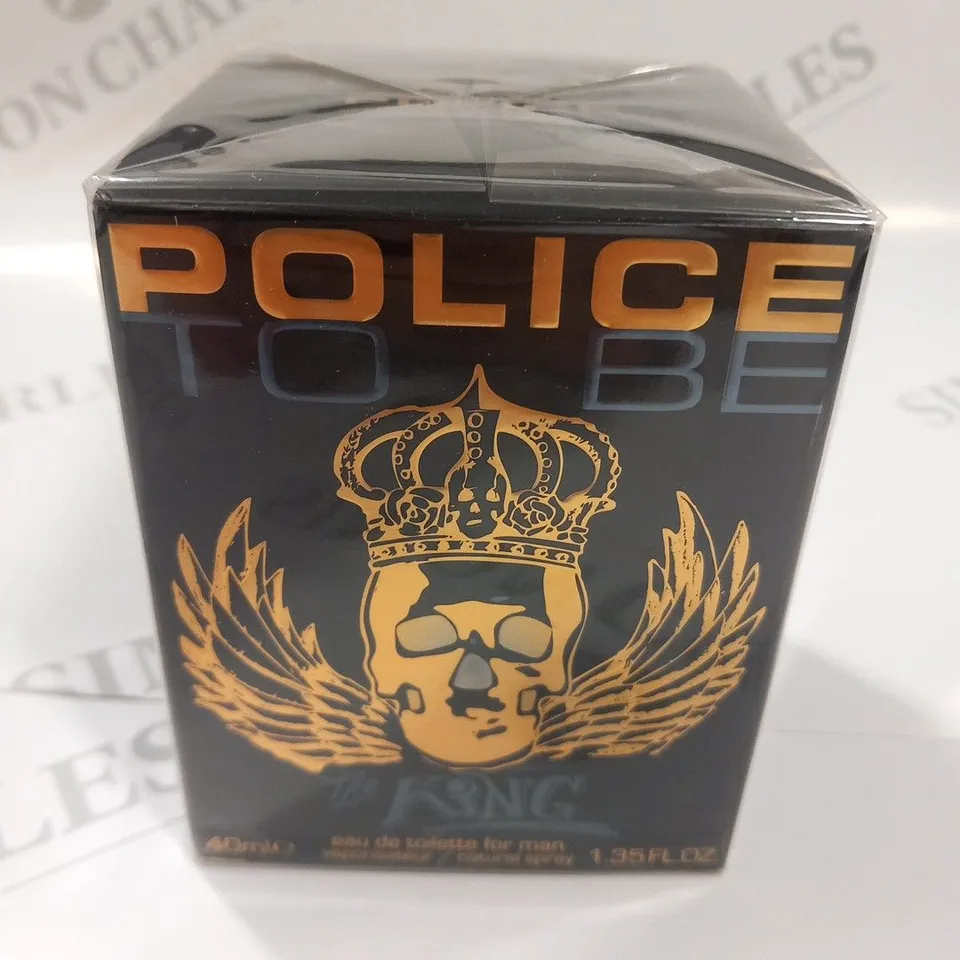 POLICE
TO BE
The KING
40ml e
eau de toilette for man
vaporisateur / natural spray
1.35 FL OZ